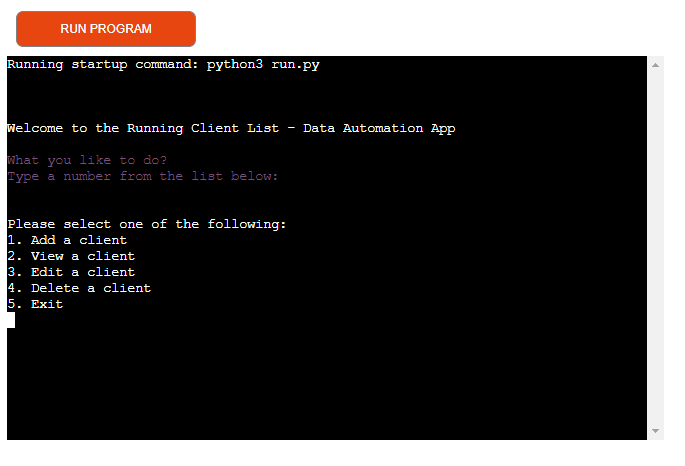 RUN PROGRAM
Running startup command: python3 run.py
Welcome to the Running Client List - Data Automation App
What you like to do?
Type a number from the list below:
Please select one of the following:
1. Add a client
2. View a client
3. Edit a client
4. Delete a client
5. Exit